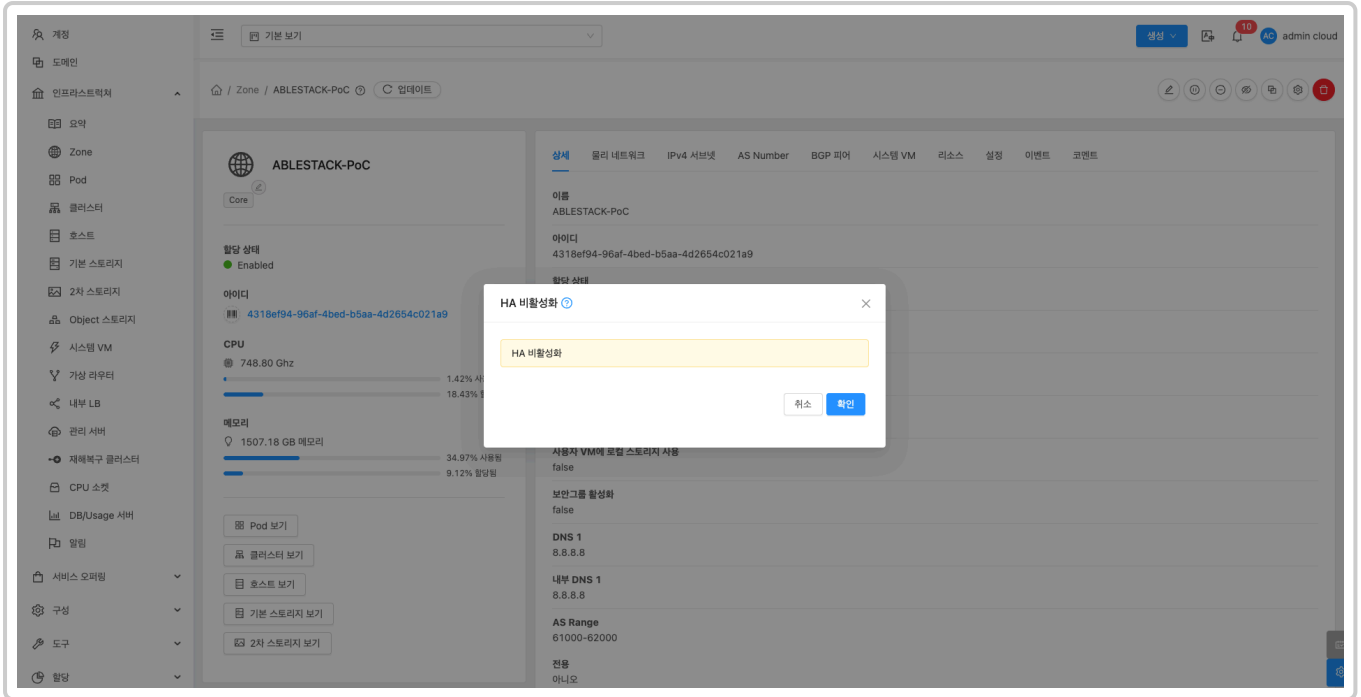 계정
도메인
인프라스트럭쳐
요약
Zone
Pod
클러스터
호스트
기본 스토리지
2차 스토리지
Object 스토리지
시스템 VM
가상 라우터
내부 LB
관리 서버
재해복구 클러스터
CPU 소켓
DB/Usage 서버
알림
서비스 오퍼링
구성
도구
할당
기본 보기
생성
10
AC admin cloud
/ Zone / ABLESTACK-PoC 업데이트
ABLESTACK-PoC
Core
할당 상태
Enabled
아이디
4318ef94-96af-4bed-b5aa-4d2654c021a9
CPU
748.80 Ghz
1.42%
18.43%
메모리
1507.18 GB 메모리
34.97% 사용됨
9.12% 할당됨
Pod 보기
클러스터 보기
호스트 보기
기본 스토리지 보기
2차 스토리지 보기
상세 물리 네트워크 IPv4 서브넷 AS Number BGP 피어 시스템 VM 리소스 설정 이벤트 코멘트
이름
ABLESTACK-PoC
아이디
4318ef94-96af-4bed-b5aa-4d2654c021a9
할당 상태
HA 비활성화
HA 비활성화
취소 확인
사용자 VM에 로컬 스토리지 사용
false
보안그룹 활성화
false
DNS 1
8.8.8.8
내부 DNS 1
8.8.8.8
AS Range
61000-62000
전용
아니오